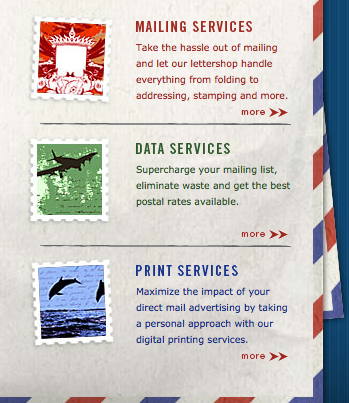 MAILING SERVICES
Take the hassle out of mailing
and let our lettershop handle
everything from folding to
addressing, stamping and more.
more
DATA SERVICES
Supercharge your mailing list,
eliminate waste and get the best
postal rates available.
more
PRINT SERVICES
Maximize the impact of your
direct mail advertising by taking
a personal approach with our
digital printing services.
more